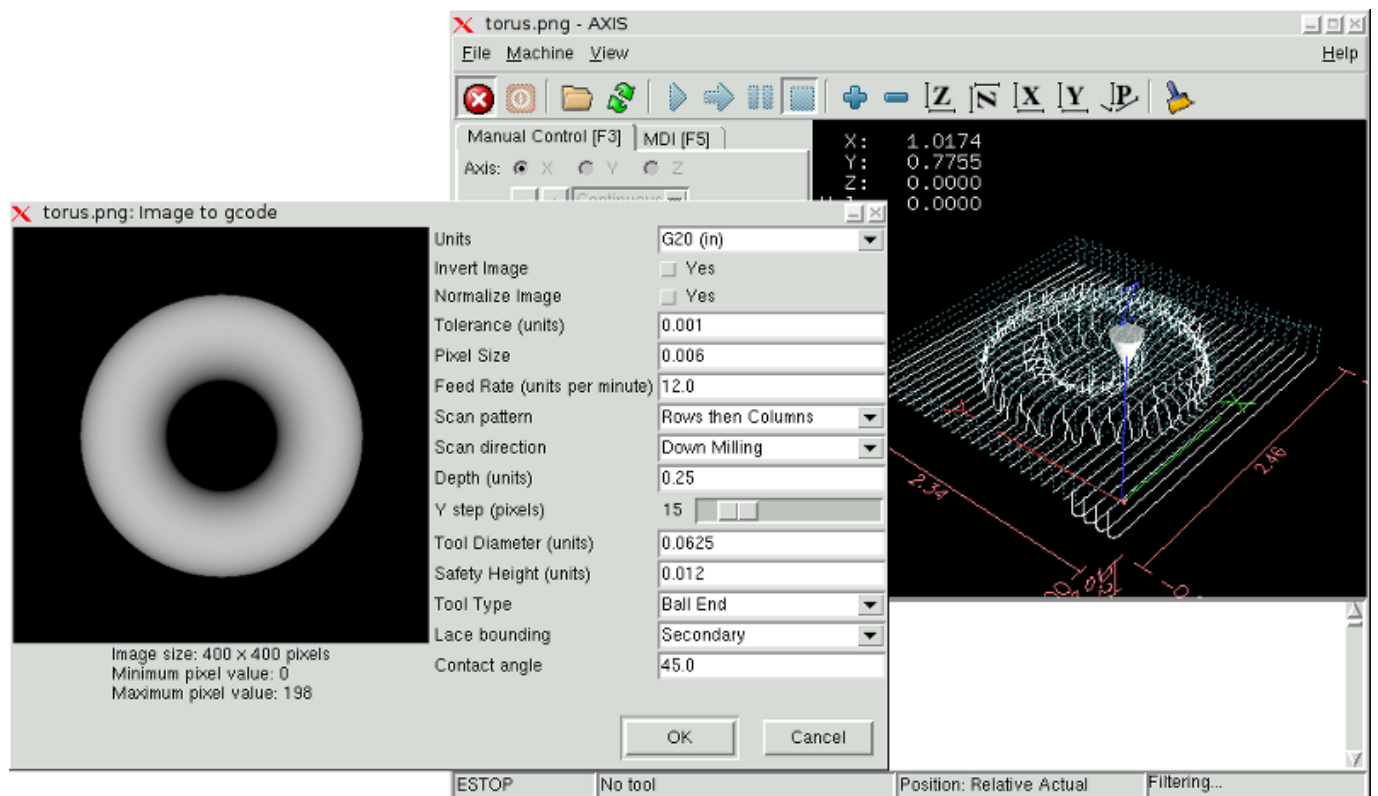 torus.png - AXIS
File Machine View Help
Z N X Y P
Manual Control [F3] MDI [F5]
Axis: X Y Z
Continuous
X: 1.0174
Y: 0.7755
Z: 0.0000
0.0000
torus.png: Image to gcode
Units G20 (in)
Invert Image Yes
Normalize Image Yes
Tolerance (units) 0.001
Pixel Size 0.006
Feed Rate (units per minute) 12.0
Scan pattern Rows then Columns
Scan direction Down Milling
Depth (units) 0.25
Y step (pixels) 15
Tool Diameter (units) 0.0625
Safety Height (units) 0.012
Tool Type Ball End
Lace bounding Secondary
Contact angle 45.0
Image size: 400 x 400 pixels
Minimum pixel value: 0
Maximum pixel value: 198
OK Cancel
X
2.34
2.46
ESTOP No tool Position: Relative Actual Filtering...